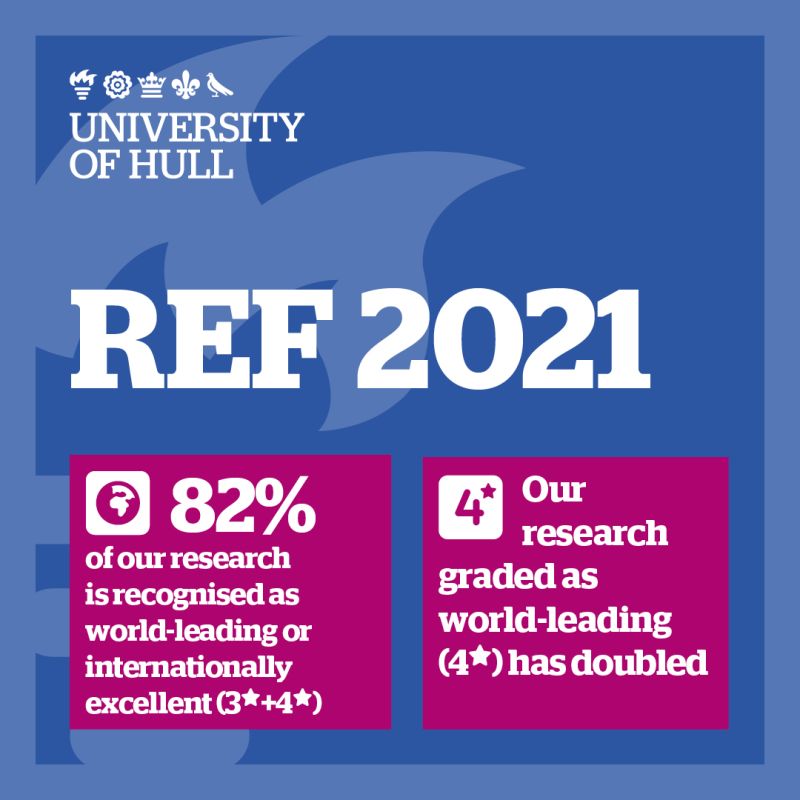 UNIVERSITY
OF HULL
REF 2021
82%
of our research
is recognised as
world-leading or
internationally
excellent (3★+4★)
4★
Our
research
graded as
world-leading
(4★) has doubled